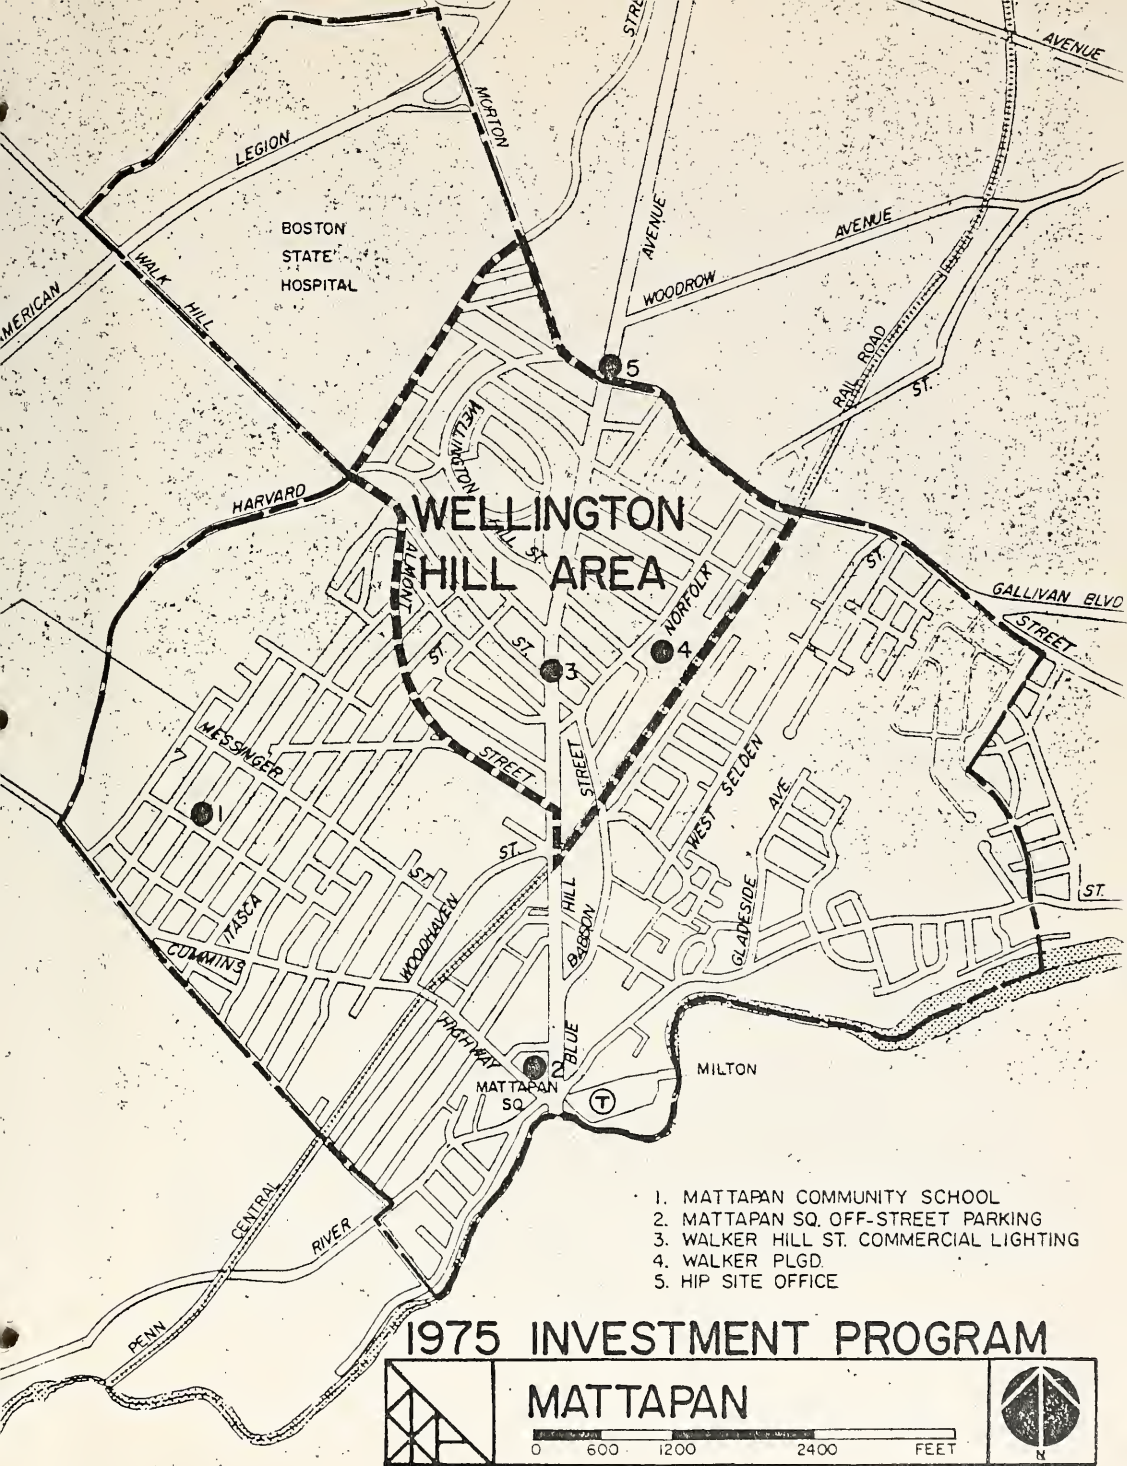 STRE
AVENUE
MORTON
LEGION
BOSTON
STATE
HOSPITAL
AVENUE
AVENUE
WALK
HILL
WOODROW
AMERICAN
RAIL ROAD
5
ST.
WELLINGTON
HILL ST.
HARVARD
WELLINGTON
HILL AREA
ALMONT
ST.
NORFOLK
GALLIVAN BLVD
STREET
ST.
ST.
3
4
MESSINGER
STREET
STREET
WEST SELDEN
AVE.
1
ST.
ST.
HILL
ST.
ITASCA
WOODHAVEN
BABSON
GLADESIDE
CUMMINS
HIGHWAY
BLUE
2
MATTAPAN
SQ.
T
MILTON
CENTRAL
RIVER
PENN
1. MATTAPAN COMMUNITY SCHOOL
2. MATTAPAN SQ. OFF-STREET PARKING
3. WALKER HILL ST. COMMERCIAL LIGHTING
4. WALKER PLGD.
5. HIP SITE OFFICE
1975 INVESTMENT PROGRAM
MATTAPAN
0 600 1200 2400 FEET
N